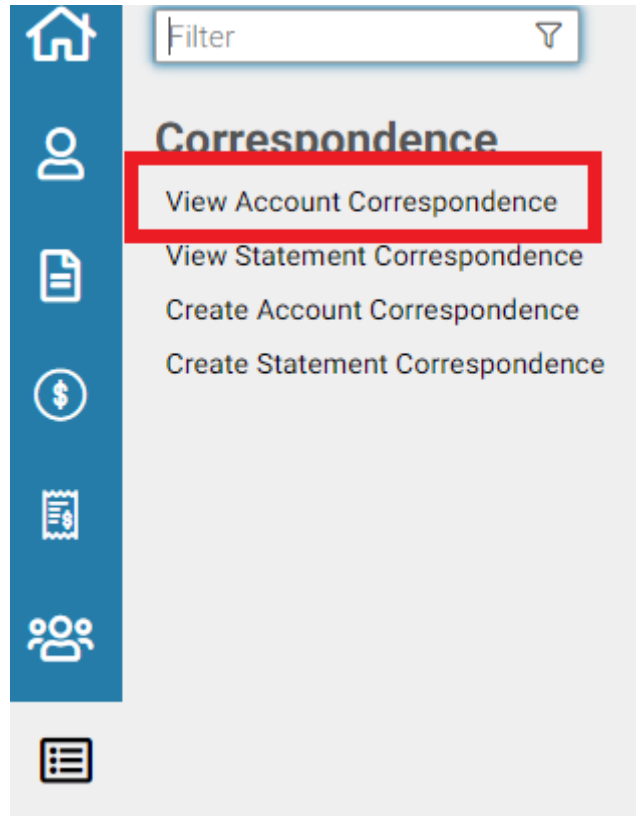 Filter
Correspondence
View Account Correspondence
View Statement Correspondence
Create Account Correspondence
Create Statement Correspondence